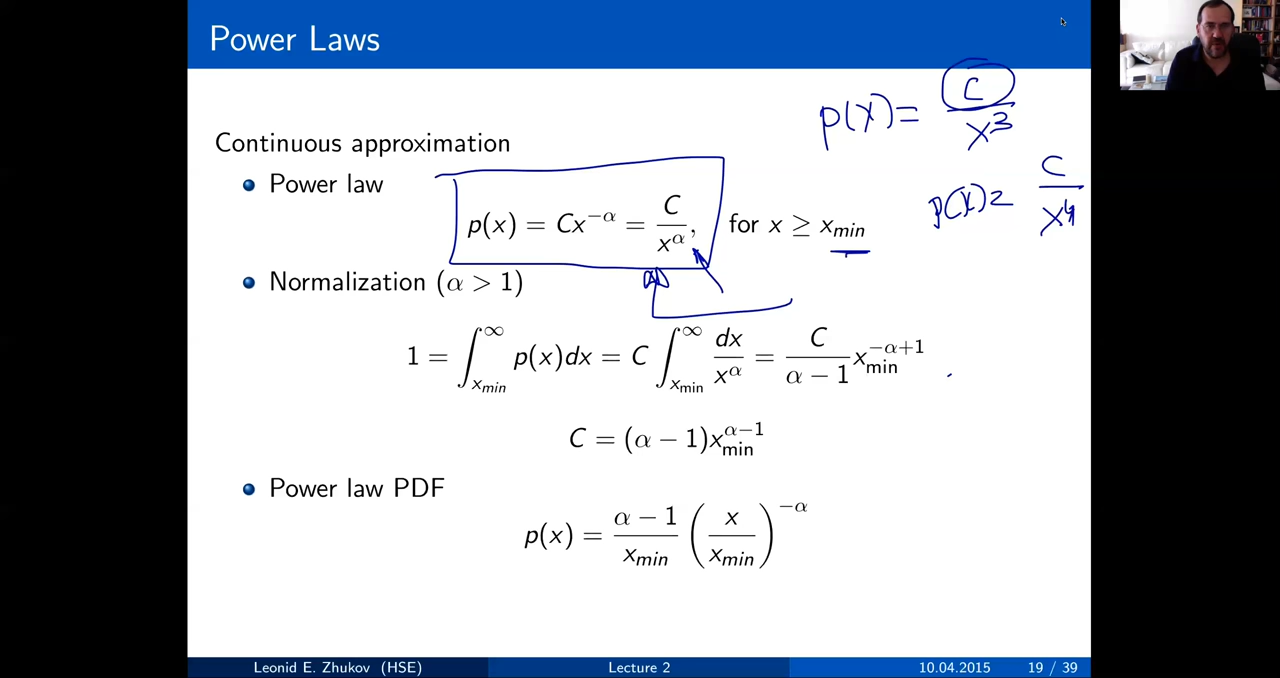 Power Laws
p(x) = C/x³
p(x) = C/x⁴
Continuous approximation
Power law
p(x) = Cx^{−α} = C/x^α, for x ≥ x_min
Normalization (α > 1)
1 = ∫_{x_min}^{∞} p(x)dx = C ∫_{x_min}^{∞} dx/x^α = C/(α − 1) x_min^{−α+1}
C = (α − 1)x_min^{α−1}
Power law PDF
p(x) = (α − 1)/x_min (x/x_min)^{−α}
Leonid E. Zhukov (HSE) Lecture 2 10.04.2015 19 / 39